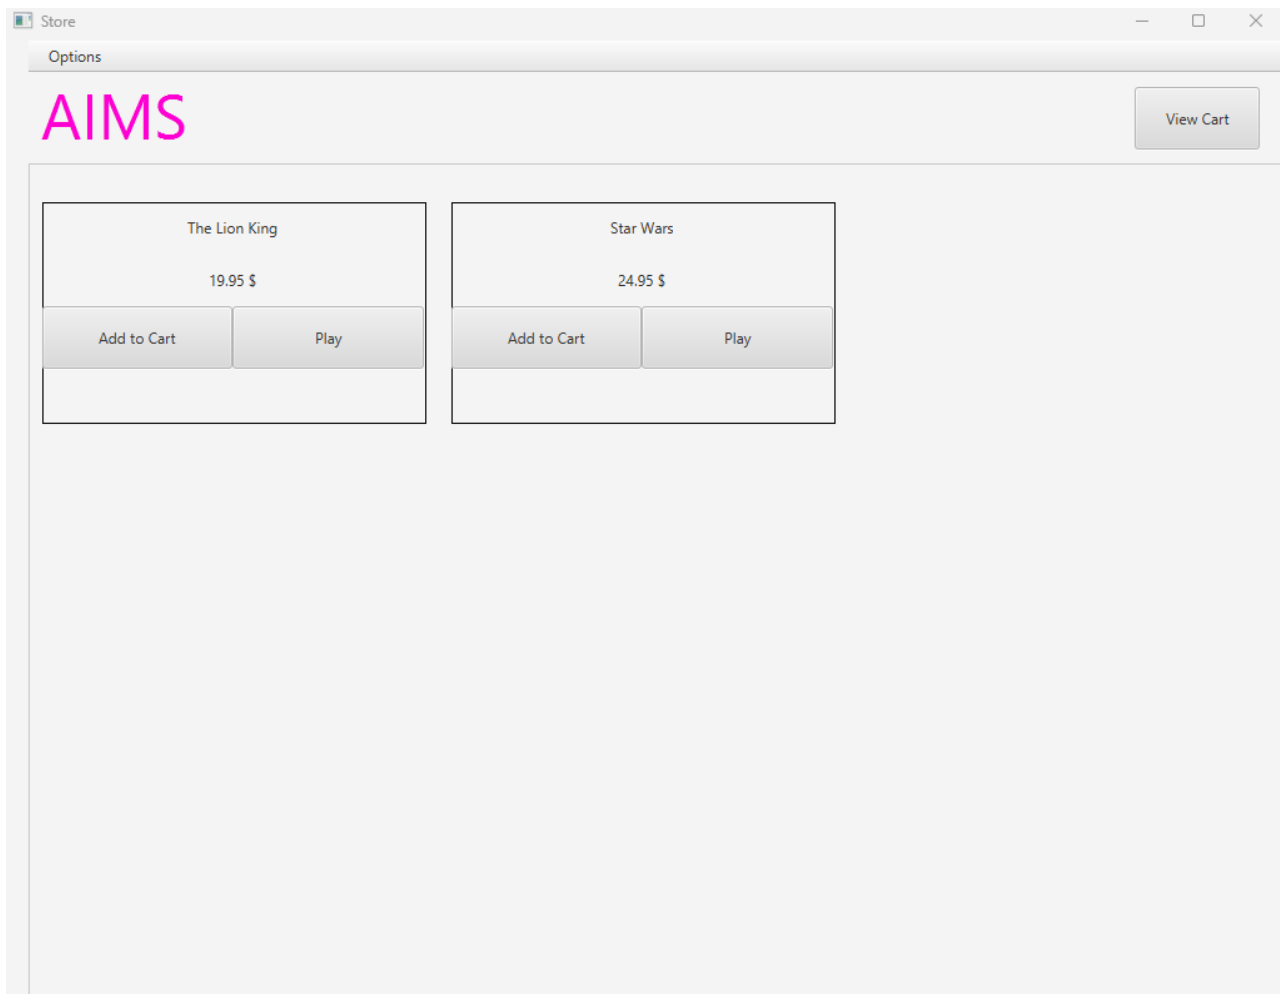 Store
Options
AIMS
View Cart
The Lion King
19.95 $
Add to Cart
Play
Star Wars
24.95 $
Add to Cart
Play